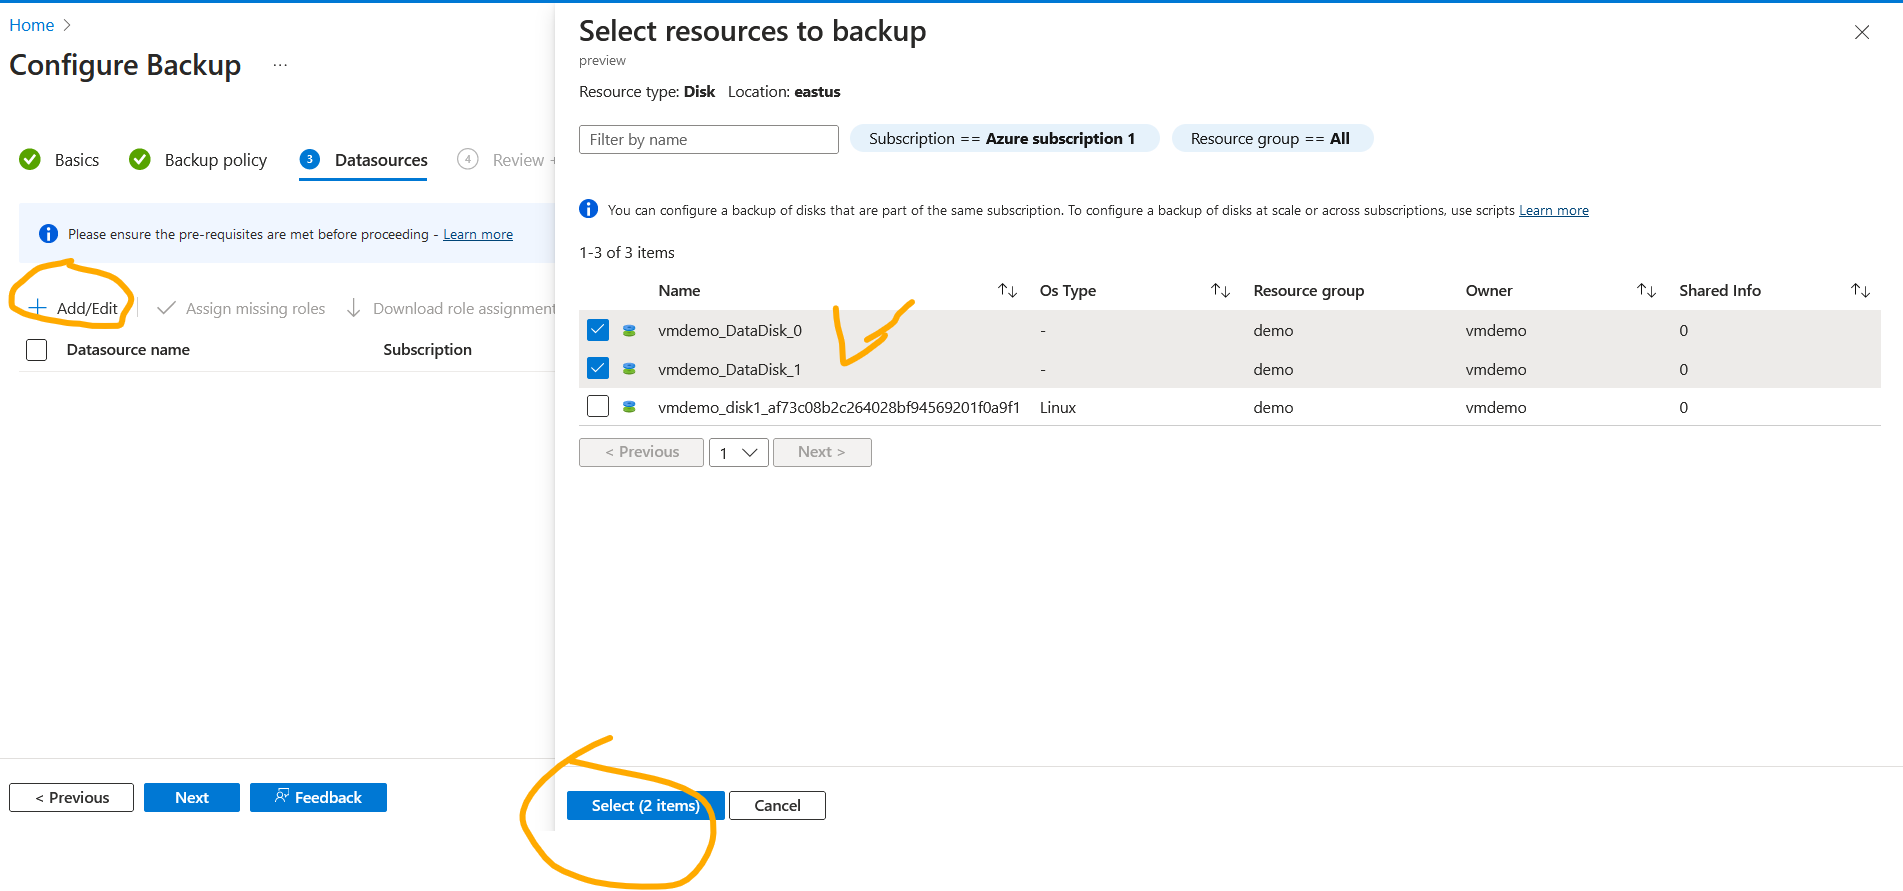 Home >
Configure Backup ...
Basics Backup policy 3 Datasources 4 Review +
Please ensure the pre-requisites are met before proceeding - Learn more
+ Add/Edit Assign missing roles Download role assignment
Datasource name Subscription
< Previous Next Feedback
Select resources to backup
preview
Resource type: Disk Location: eastus
Filter by name Subscription == Azure subscription 1 Resource group == All
You can configure a backup of disks that are part of the same subscription. To configure a backup of disks at scale or across subscriptions, use scripts Learn more
1-3 of 3 items
Name Os Type Resource group Owner Shared Info
vmdemo_DataDisk_0 - demo vmdemo 0
vmdemo_DataDisk_1 - demo vmdemo 0
vmdemo_disk1_af73c08b2c264028bf94569201f0a9f1 Linux demo vmdemo 0
< Previous 1 Next >
Select (2 items) Cancel